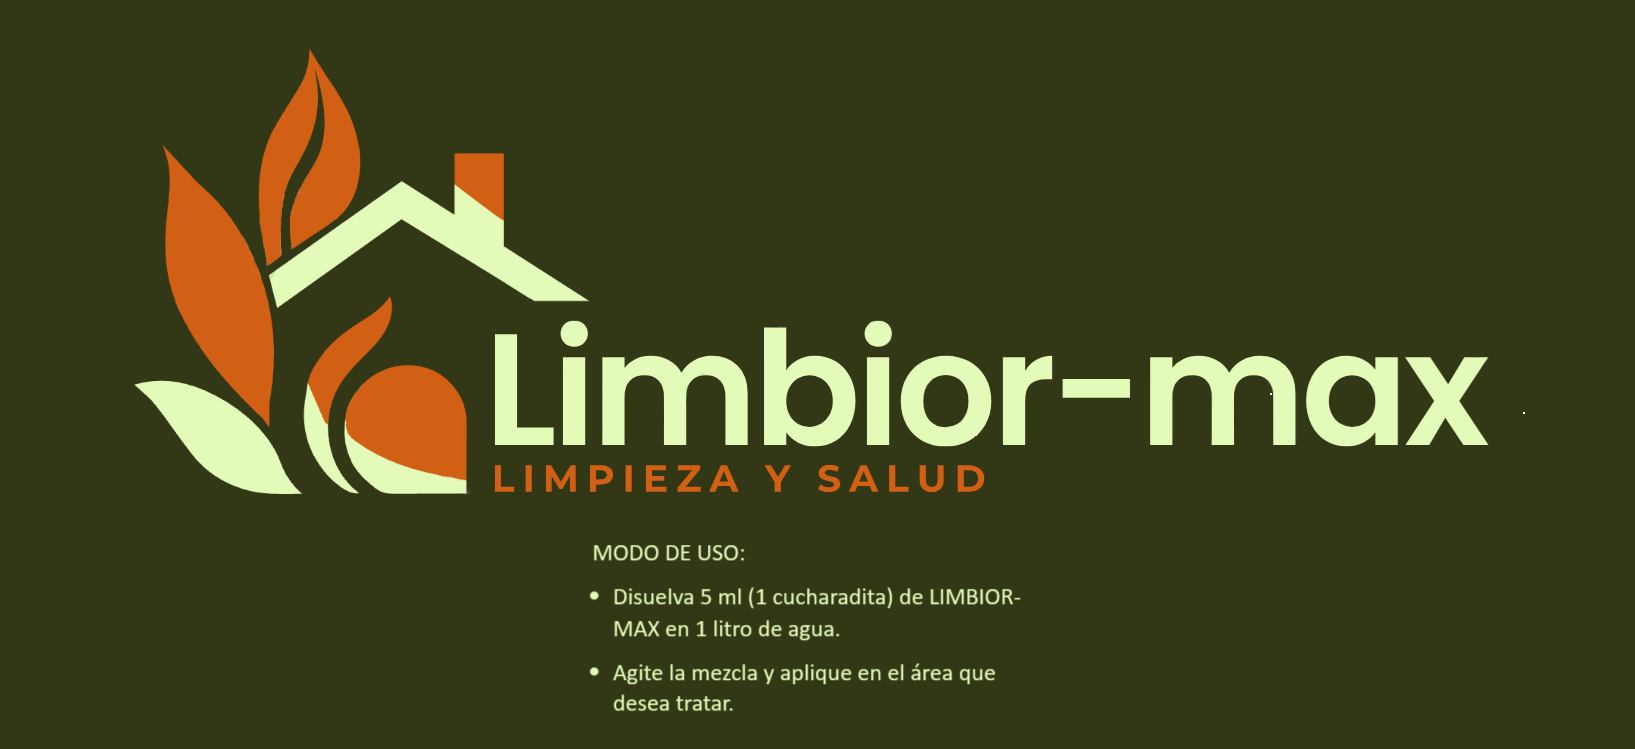 Limbior-max
LIMPIEZA Y SALUD
MODO DE USO:
• Disuelva 5 ml (1 cucharadita) de LIMBIOR-
MAX en 1 litro de agua.
• Agite la mezcla y aplique en el área que
desea tratar.